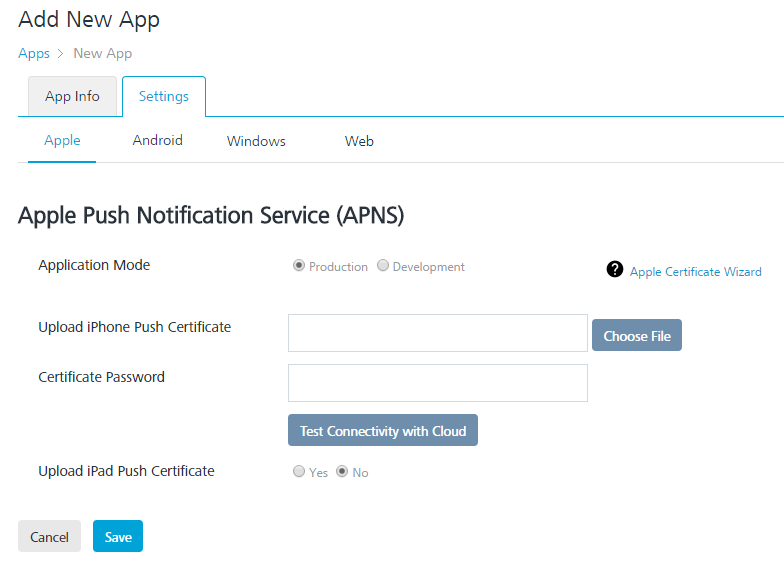 Add New App
Apps > New App
App Info Settings
Apple Android Windows Web
Apple Push Notification Service (APNS)
Application Mode Production Development ? Apple Certificate Wizard
Upload iPhone Push Certificate Choose File
Certificate Password
Test Connectivity with Cloud
Upload iPad Push Certificate Yes No
Cancel Save